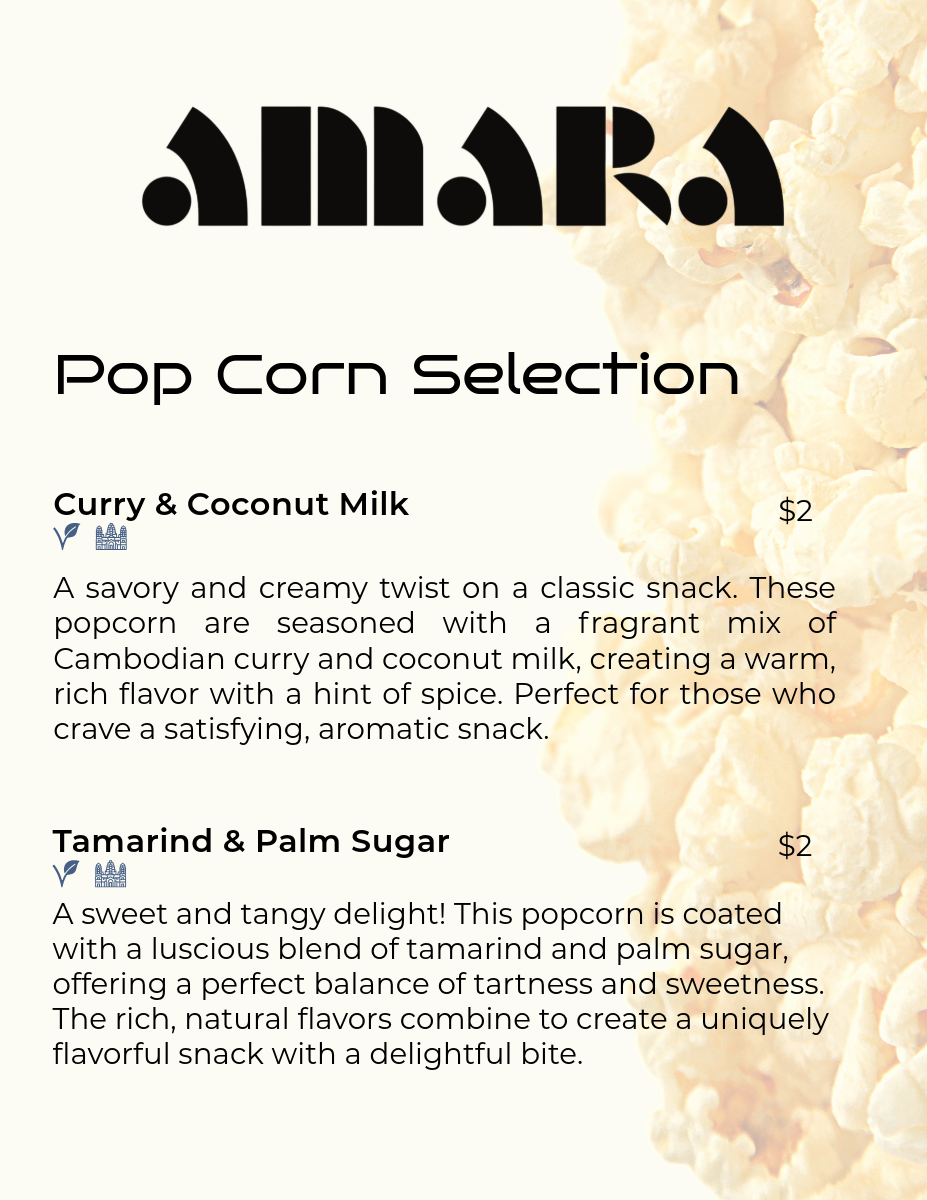 AMARA
Pop Corn Selection
Curry & Coconut Milk
$2
A savory and creamy twist on a classic snack. These
popcorn are seasoned with a fragrant mix of
Cambodian curry and coconut milk, creating a warm,
rich flavor with a hint of spice. Perfect for those who
crave a satisfying, aromatic snack.
Tamarind & Palm Sugar
$2
A sweet and tangy delight! This popcorn is coated
with a luscious blend of tamarind and palm sugar,
offering a perfect balance of tartness and sweetness.
The rich, natural flavors combine to create a uniquely
flavorful snack with a delightful bite.